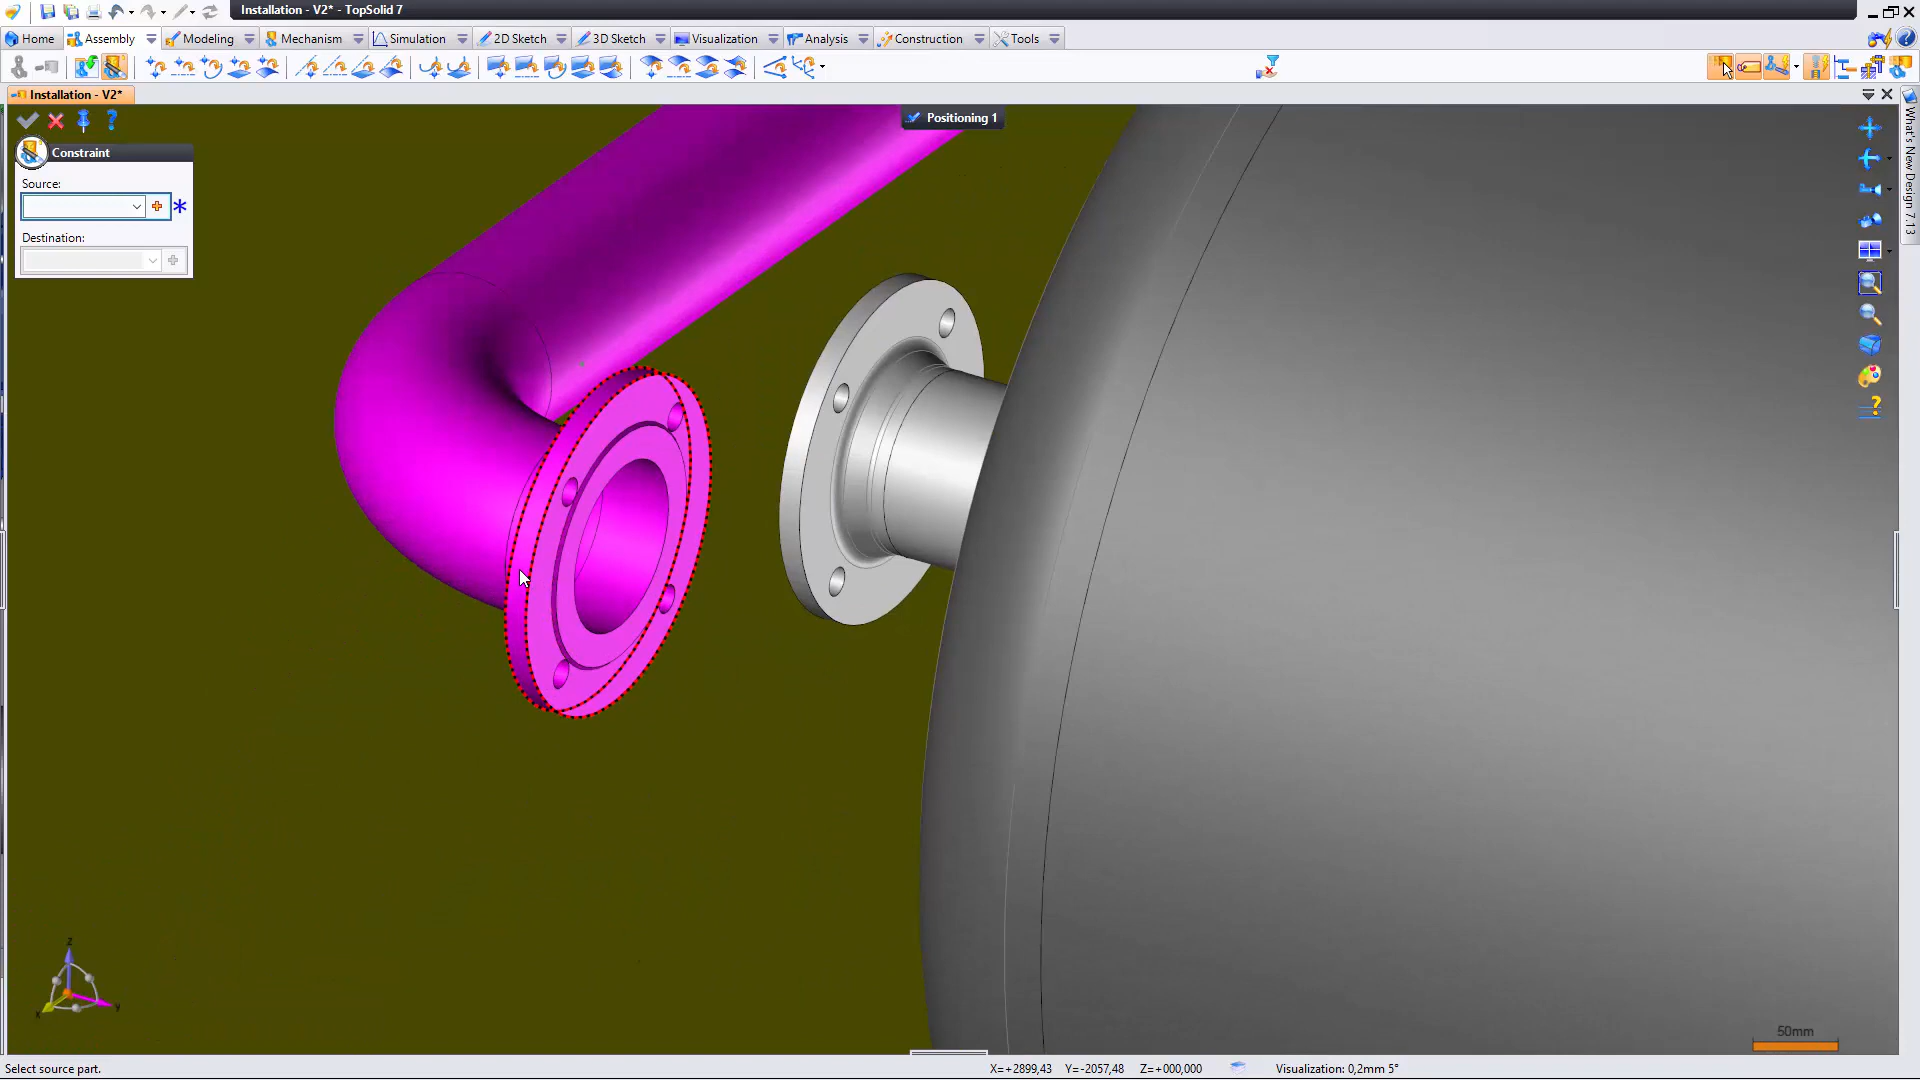 Installation - V2* - TopSolid 7
Home Assembly Modeling Mechanism Simulation 2D Sketch 3D Sketch Visualization Analysis Construction Tools
Installation - V2*
Positioning 1
Constraint
Source:
Destination:
What's New Design 7.13
z
x
y
50mm
Select source part.
X=+2899,43 Y=-2057,48 Z=+000,000 Visualization: 0,2mm 5°